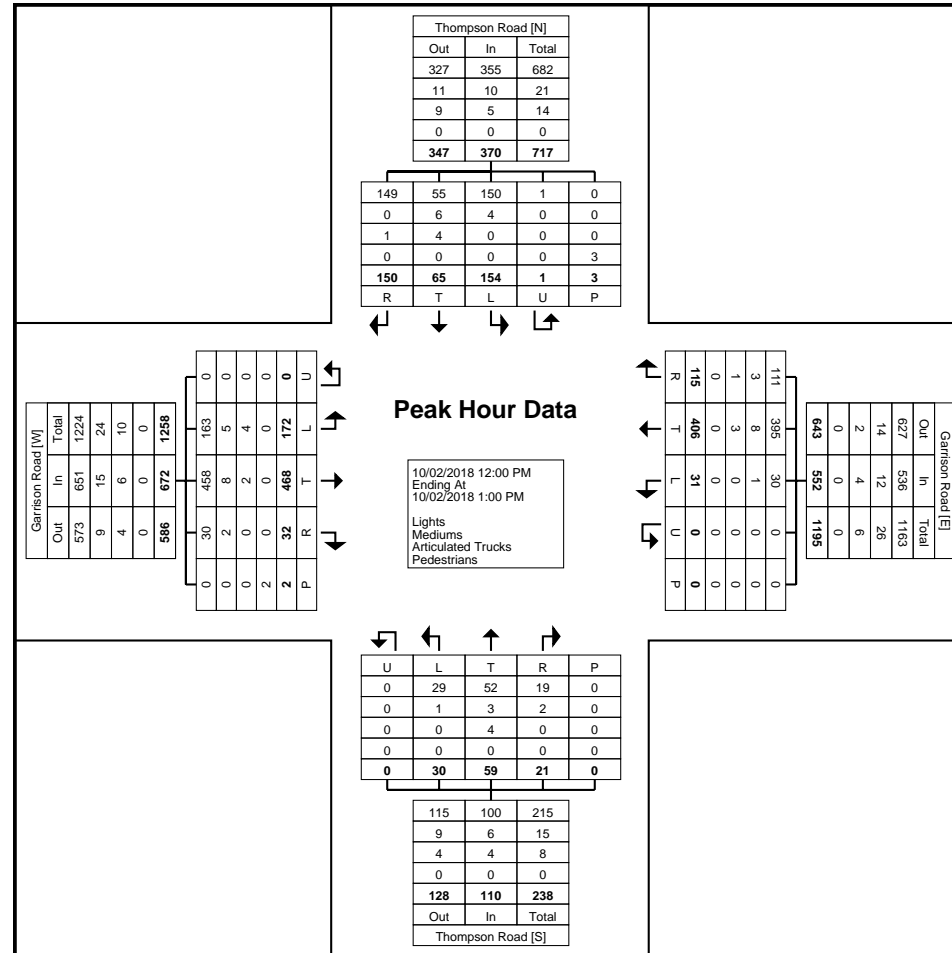 Thompson Road [N]
Out In Total
327 355 682
11 10 21
9 5 14
0 0 0
347 370 717
149 55 150 1 0
0 6 4 0 0
1 4 0 0 0
0 0 0 0 3
150 65 154 1 3
R T L U P
Garrison Road [W]
Total In Out
1224 651 573
24 15 9
10 6 4
0 0 0
1258 672 586
0 163 458 30 0
0 5 8 2 0
0 4 2 0 0
0 0 0 0 2
0 172 468 32 2
U L T R P
Peak Hour Data
10/02/2018 12:00 PM
Ending At
10/02/2018 1:00 PM
Lights
Mediums
Articulated Trucks
Pedestrians
Garrison Road [E]
Out In Total
627 536 1163
14 12 26
2 4 6
0 0 0
643 552 1195
111 395 30 0 0
3 8 0 0 0
1 3 1 0 0
0 0 0 0 0
115 406 31 0 0
R T L U P
U L T R P
0 29 52 19 0
0 1 3 2 0
0 0 4 0 0
0 0 0 0 0
0 30 59 21 0
115 100 215
9 6 15
4 4 8
0 0 0
128 110 238
Out In Total
Thompson Road [S]